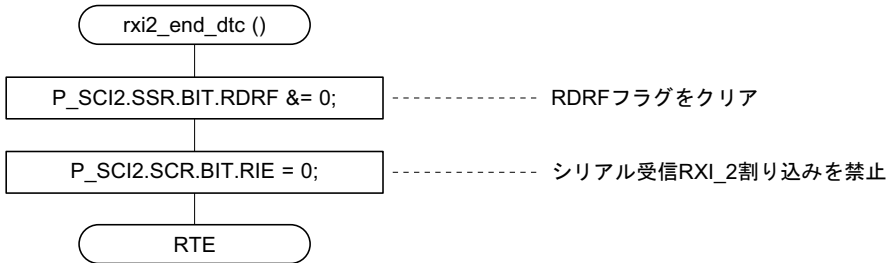 rxi2_end_dtc ()
P_SCI2.SSR.BIT.RDRF &= 0;
RDRFフラグをクリア
P_SCI2.SCR.BIT.RIE = 0;
シリアル受信RXI_2割り込みを禁止
RTE